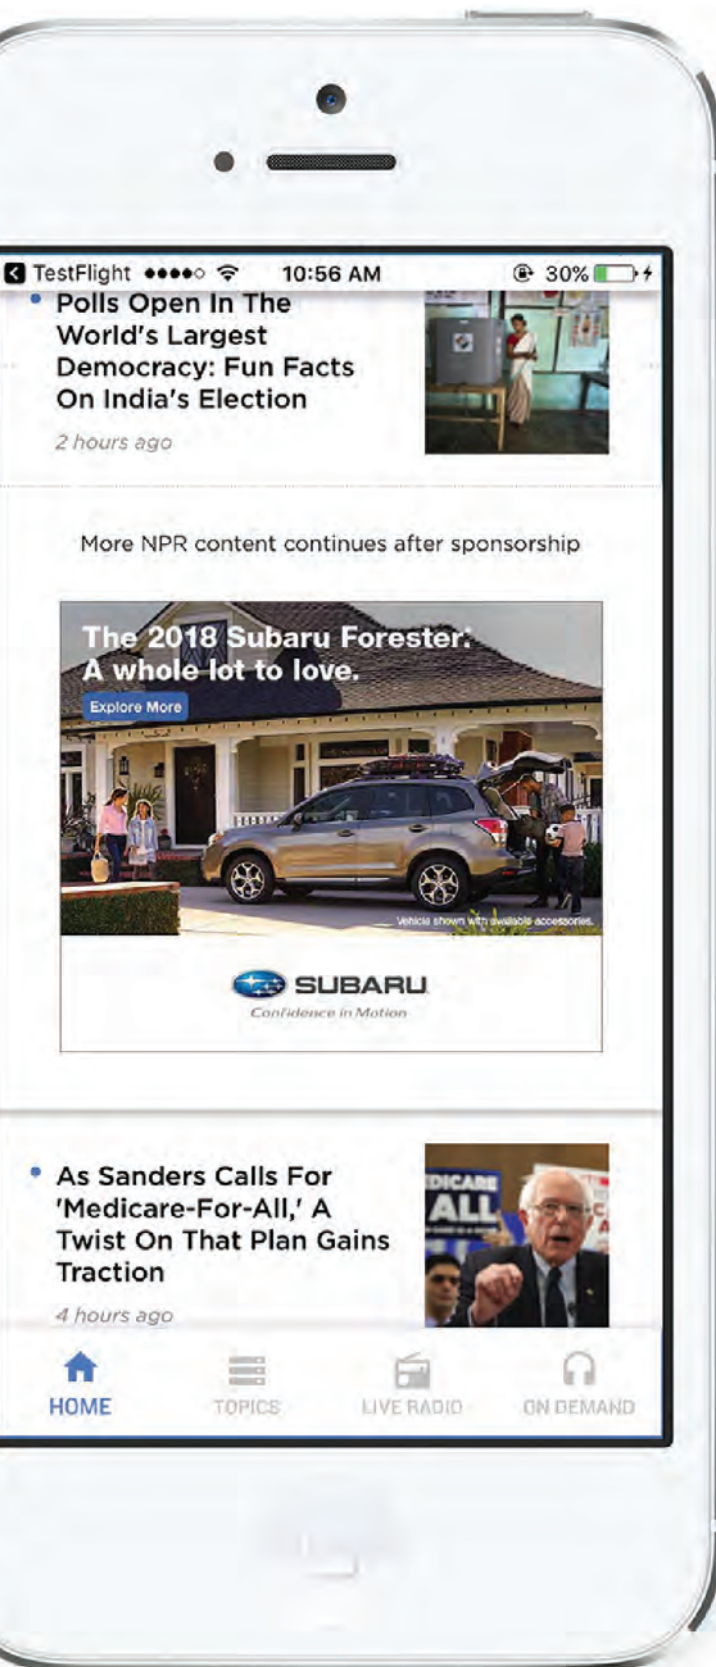 TestFlight 10:56 AM 30%
Polls Open In The
World's Largest
Democracy: Fun Facts
On India's Election
2 hours ago
More NPR content continues after sponsorship
The 2018 Subaru Forester.
A whole lot to love.
Explore More
Vehicle shown with available accessories.
SUBARU
Confidence in Motion
As Sanders Calls For
'Medicare-For-All,' A
Twist On That Plan Gains
Traction
4 hours ago
ALL
HOME TOPICS LIVE RADIO ON DEMAND